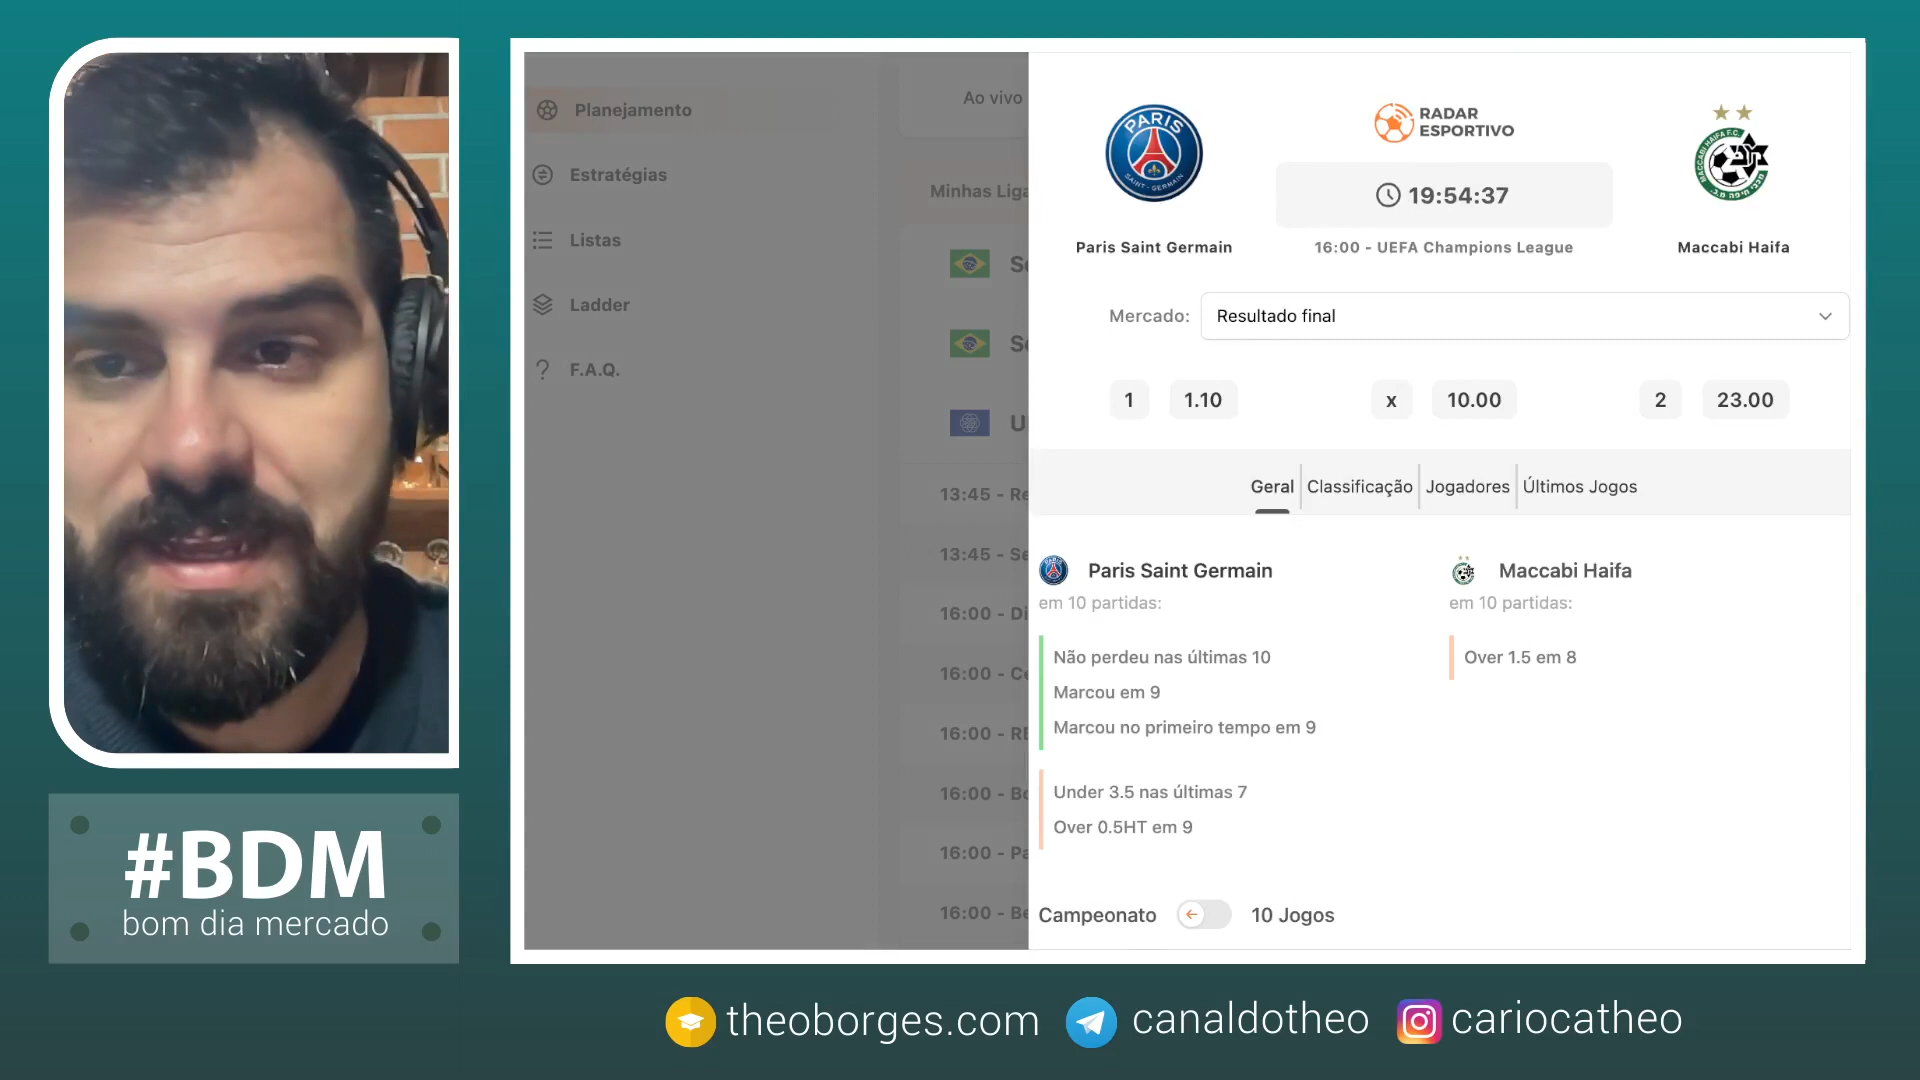 #BDM
bom dia mercado
Planejamento
Estratégias
Listas
Ladder
F.A.Q.
Ao vivo
Minhas Liga
13:45 - Re
13:45 - Se
16:00 - Di
16:00 - Ce
16:00 -
16:00 - Bo
16:00 - Pa
16:00 - Be
PARIS
SAINT-GERMAIN
RADAR
ESPORTIVO
MACCABI HAIFA F.C.
19:54:37
Paris Saint Germain
16:00 - UEFA Champions League
Maccabi Haifa
Mercado: Resultado final
1 1.10 x 10.00 2 23.00
Geral Classificação Jogadores Últimos Jogos
Paris Saint Germain
em 10 partidas:
Não perdeu nas últimas 10
Marcou em 9
Marcou no primeiro tempo em 9
Under 3.5 nas últimas 7
Over 0.5HT em 9
Maccabi Haifa
em 10 partidas:
Over 1.5 em 8
Campeonato 10 Jogos
theoborges.com canaldotheo cariocatheo